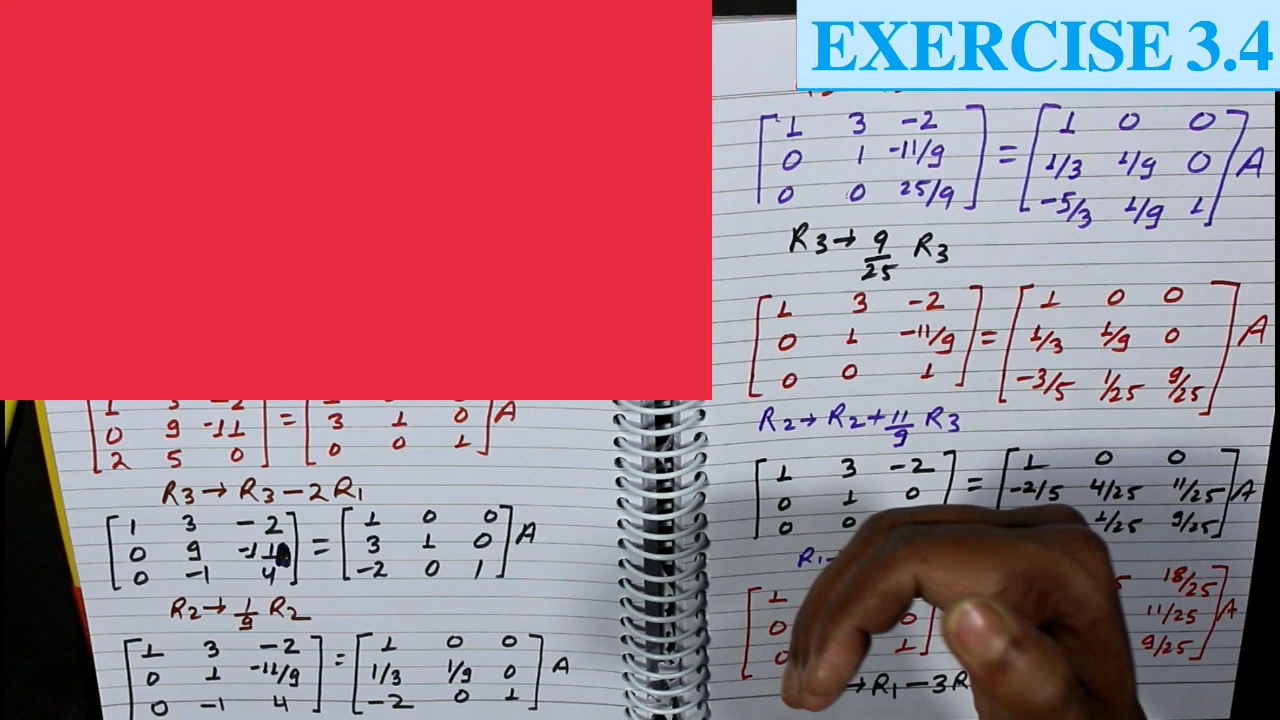 EXERCISE 3.4
0 9 -11 = 3 1 0 A
2 5 0 0 0 1
R3 → R3 - 2R1
1 3 -2 1 0 0
0 9 -11 = 3 1 0 A
0 -1 4 -2 0 1
R2 → 1/9 R2
1 3 -2 1 0 0
0 1 -11/9 = 1/3 1/9 0 A
0 -1 4 -2 0 1
1 3 -2 1 0 0
0 1 -11/9 = 1/3 1/9 0 A
0 0 25/9 -5/3 1/9 1
R3 → 9/25 R3
1 3 -2 1 0 0
0 1 -11/9 = 1/3 1/9 0 A
0 0 1 -3/5 1/25 9/25
R2 → R2 + 11/9 R3
1 3 -2 1 0 0
0 1 0 = -2/5 4/25 11/25 A
0 0 1/25 9/25
1 18/25
0 0 11/25 A
1 9/25
→ R1 - 3R